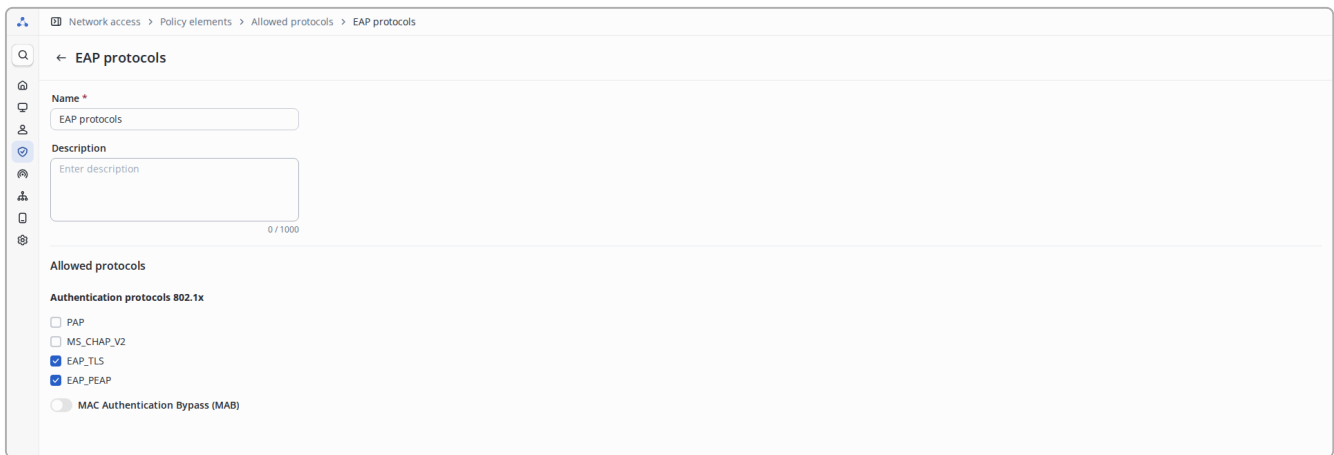 Network access > Policy elements > Allowed protocols > EAP protocols
EAP protocols
Name *
EAP protocols
Description
Enter description
0 / 1000
Allowed protocols
Authentication protocols 802.1x
PAP
MS_CHAP_V2
EAP_TLS
EAP_PEAP
MAC Authentication Bypass (MAB)